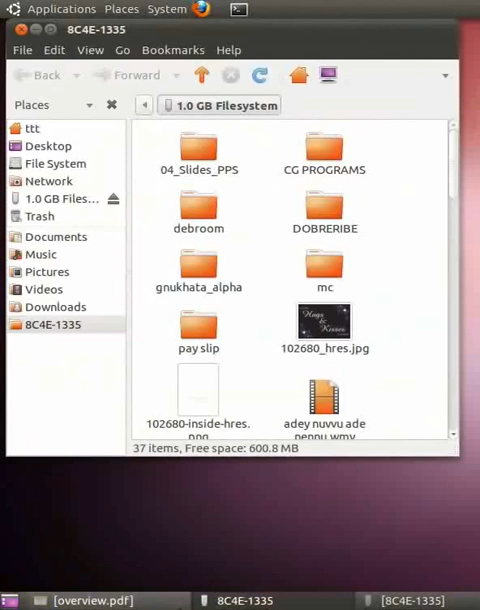 Applications Places System
8C4E-1335
File Edit View Go Bookmarks Help
Back Forward
Places
1.0 GB Filesystem
ttt
Desktop
File System
Network
1.0 GB Files...
Trash
Documents
Music
Pictures
Videos
Downloads
8C4E-1335
04_Slides_PPS CG PROGRAMS
debroom DOBRERIBE
gnukhata_alpha mc
pay slip 102680_hres.jpg
102680-inside-hres. adey nuvvu ade
png pennu.wmv
37 items, Free space: 600.8 MB
[overview.pdf] 8C4E-1335 [8C4E-1335]